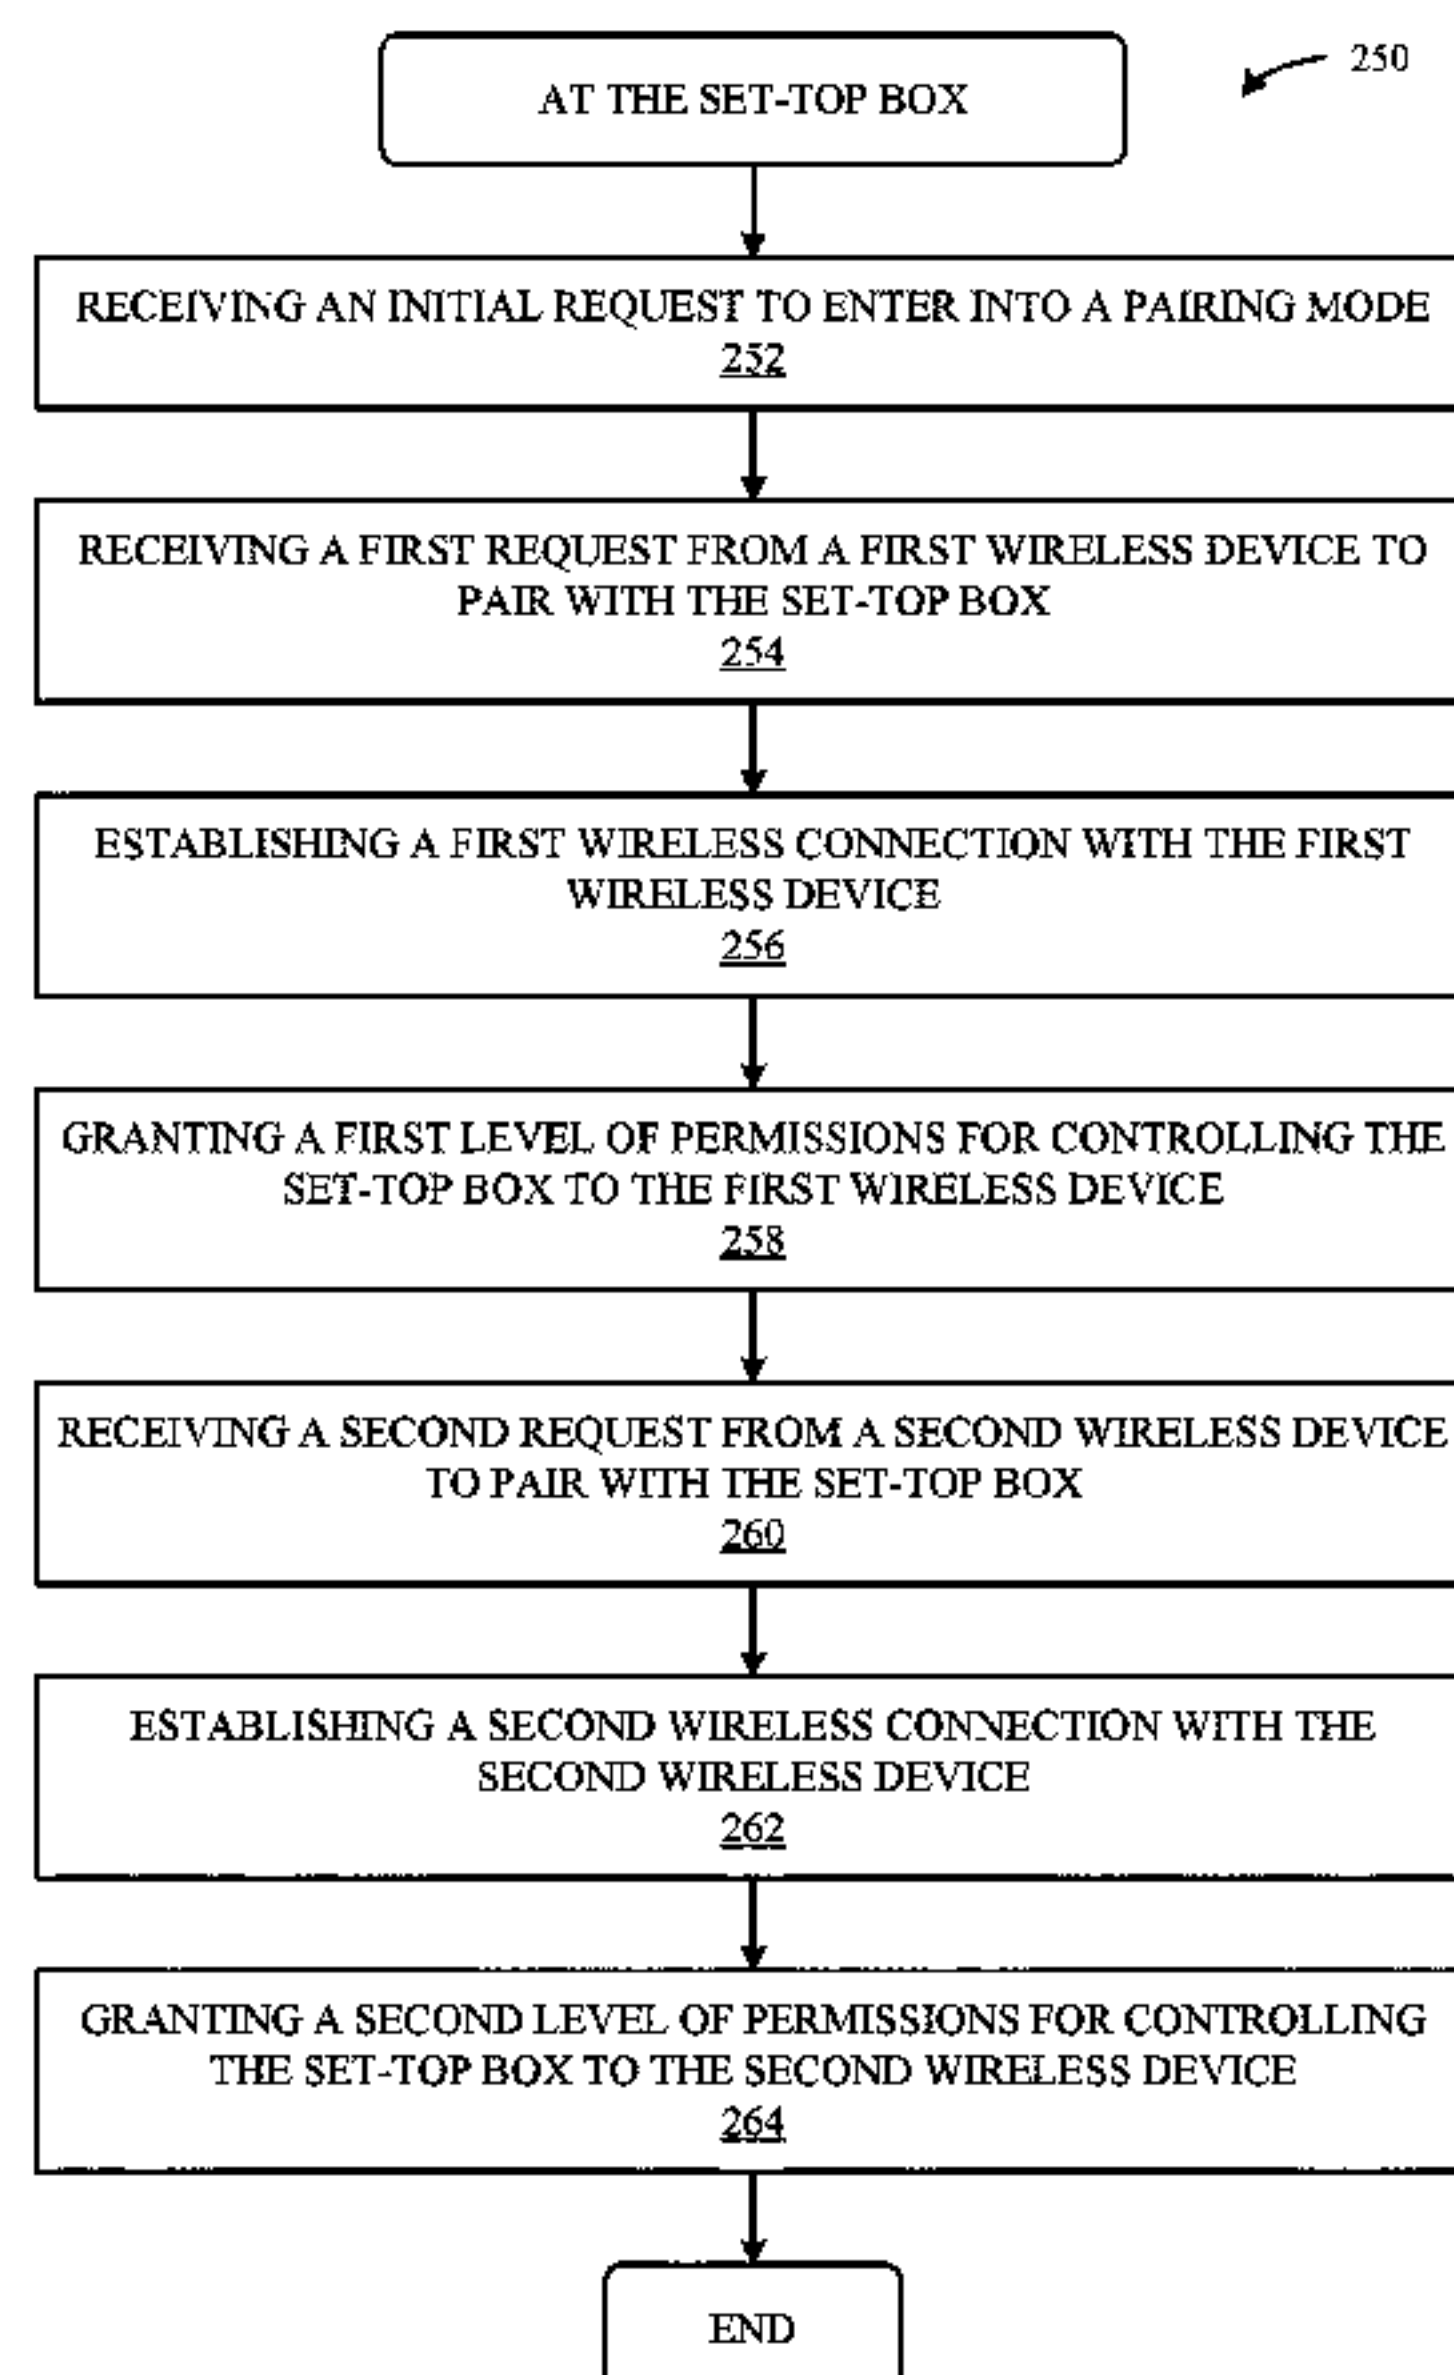 AT THE SET-TOP BOX
250
RECEIVING AN INITIAL REQUEST TO ENTER INTO A PAIRING MODE
252
RECEIVING A FIRST REQUEST FROM A FIRST WIRELESS DEVICE TO
PAIR WITH THE SET-TOP BOX
254
ESTABLISHING A FIRST WIRELESS CONNECTION WITH THE FIRST
WIRELESS DEVICE
256
GRANTING A FIRST LEVEL OF PERMISSIONS FOR CONTROLLING THE
SET-TOP BOX TO THE FIRST WIRELESS DEVICE
258
RECEIVING A SECOND REQUEST FROM A SECOND WIRELESS DEVICE
TO PAIR WITH THE SET-TOP BOX
260
ESTABLISHING A SECOND WIRELESS CONNECTION WITH THE
SECOND WIRELESS DEVICE
262
GRANTING A SECOND LEVEL OF PERMISSIONS FOR CONTROLLING
THE SET-TOP BOX TO THE SECOND WIRELESS DEVICE
264
END